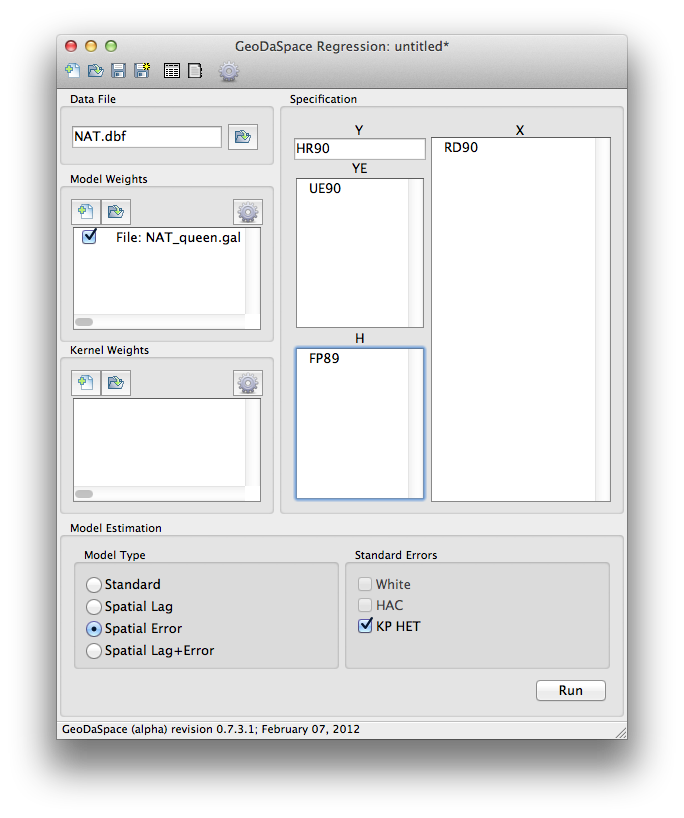 GeoDaSpace Regression: untitled*
Data File
NAT.dbf
Model Weights
File: NAT_queen.gal
Kernel Weights
Specification
Y
HR90
YE
UE90
H
FP89
X
RD90
Model Estimation
Model Type
Standard
Spatial Lag
Spatial Error
Spatial Lag+Error
Standard Errors
White
HAC
KP HET
Run
GeoDaSpace (alpha) revision 0.7.3.1; February 07, 2012